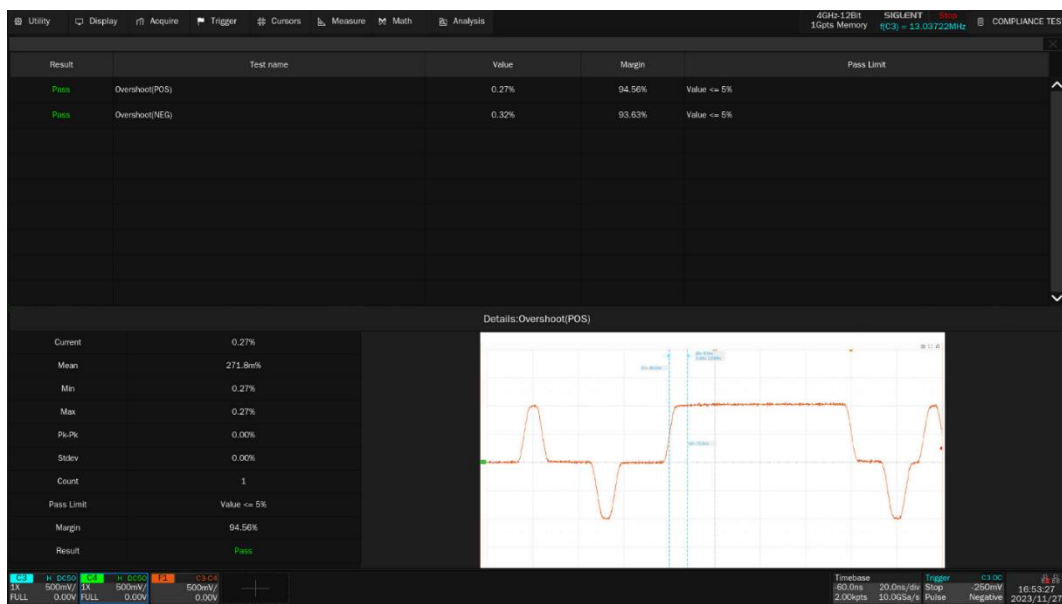 Utility Display Acquire Trigger Cursors Measure Math Analysis
4GHz-12Bit SIGLENT Stop COMPLIANCE TES
1Gpts Memory f(C3) = 13.03722MHz
Result Test name Value Margin Pass Limit
Pass Overshoot(POS) 0.27% 94.56% Value <= 5%
Pass Overshoot(NEG) 0.32% 93.63% Value <= 5%
Details:Overshoot(POS)
Current 0.27%
Mean 271.8m%
Min 0.27%
Max 0.27%
Pk-Pk 0.00%
Stdev 0.00%
Count 1
Pass Limit Value <= 5%
Margin 94.56%
Result Pass
C3 H DC50 C4 H DC50 F1 C3-C4
1X 500mV/ 1X 500mV/ 500mV/
FULL 0.00V FULL 0.00V 0.00V
Timebase Trigger C3 DC
-60.0ns 20.0ns/div Stop -250mV 16:53:27
2.00kpts 10.0GSa/s Pulse Negative 2023/11/27